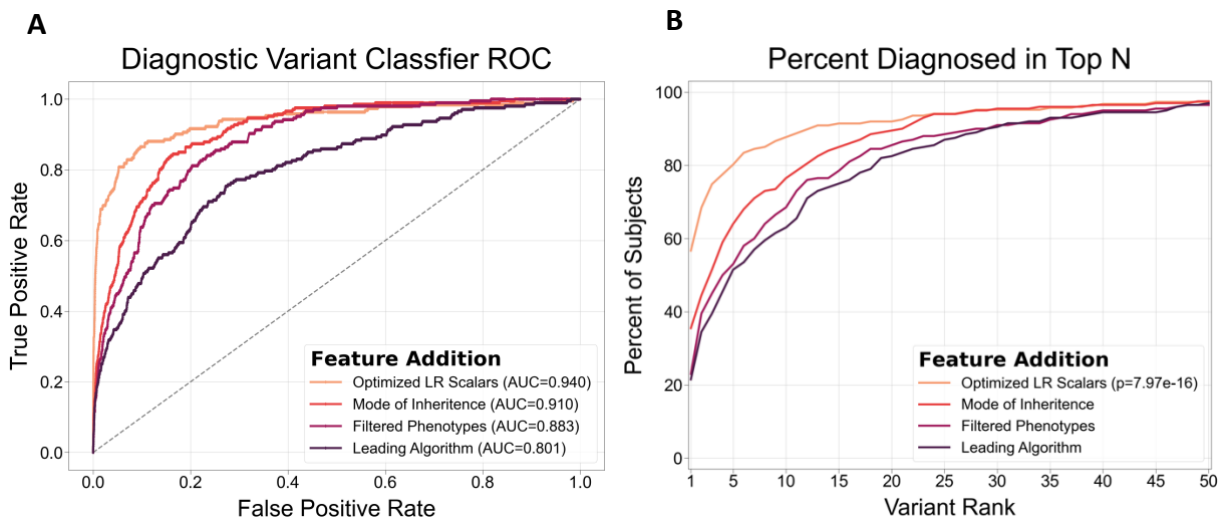 A
Diagnostic Variant Classfier ROC
True Positive Rate
1.0
0.8
0.6
0.4
0.2
0.0
Feature Addition
Optimized LR Scalars (AUC=0.940)
Mode of Inheritence (AUC=0.910)
Filtered Phenotypes (AUC=0.883)
Leading Algorithm (AUC=0.801)
0.0 0.2 0.4 0.6 0.8 1.0
False Positive Rate
B
Percent Diagnosed in Top N
Percent of Subjects
100
80
60
40
20
0
Feature Addition
Optimized LR Scalars (p=7.97e-16)
Mode of Inheritence
Filtered Phenotypes
Leading Algorithm
1 5 10 15 20 25 30 35 40 45 50
Variant Rank